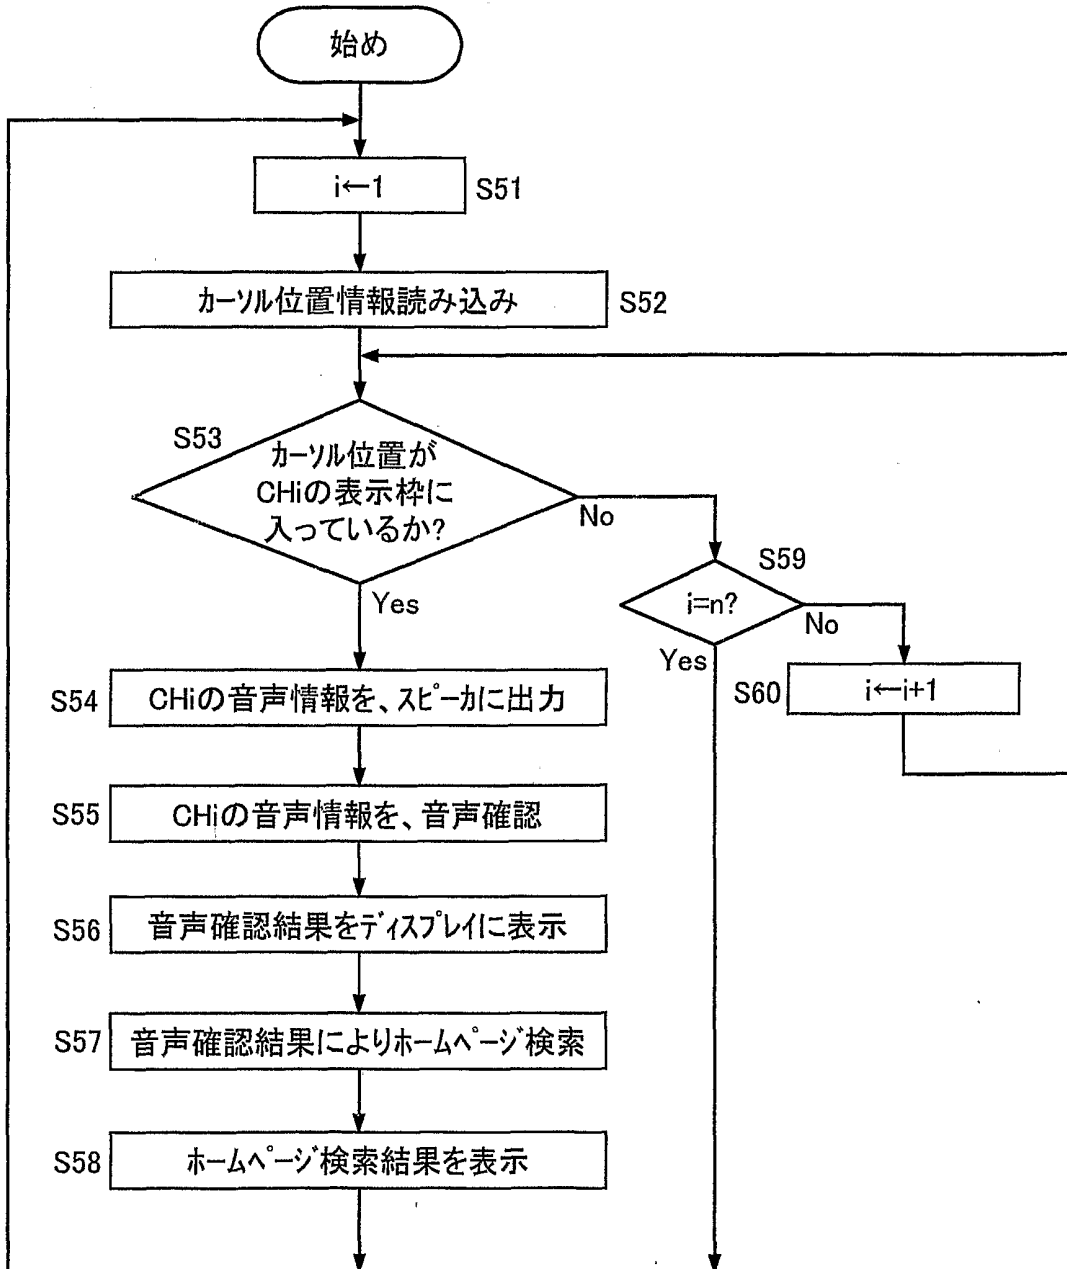 始め
i←1
S51
カーソル位置情報読み込み
S52
S53
カーソル位置が
CHiの表示枠に
入っているか?
No
Yes
S59
i=n?
No
Yes
S60
i←i+1
S54
CHiの音声情報を、スピーカに出力
S55
CHiの音声情報を、音声確認
S56
音声確認結果をディスプレイに表示
S57
音声確認結果によりホームページ検索
S58
ホームページ検索結果を表示